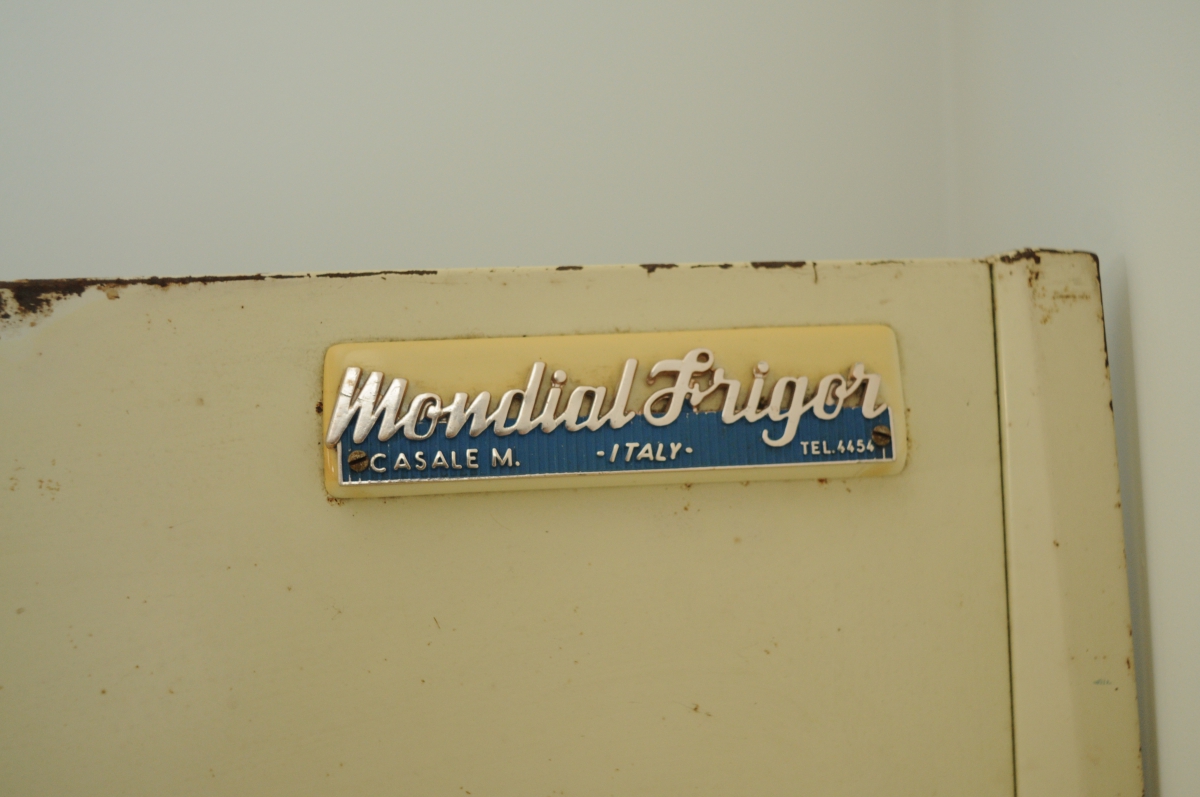 Mondial Frigor
CASALE M. -ITALY- TEL.4454